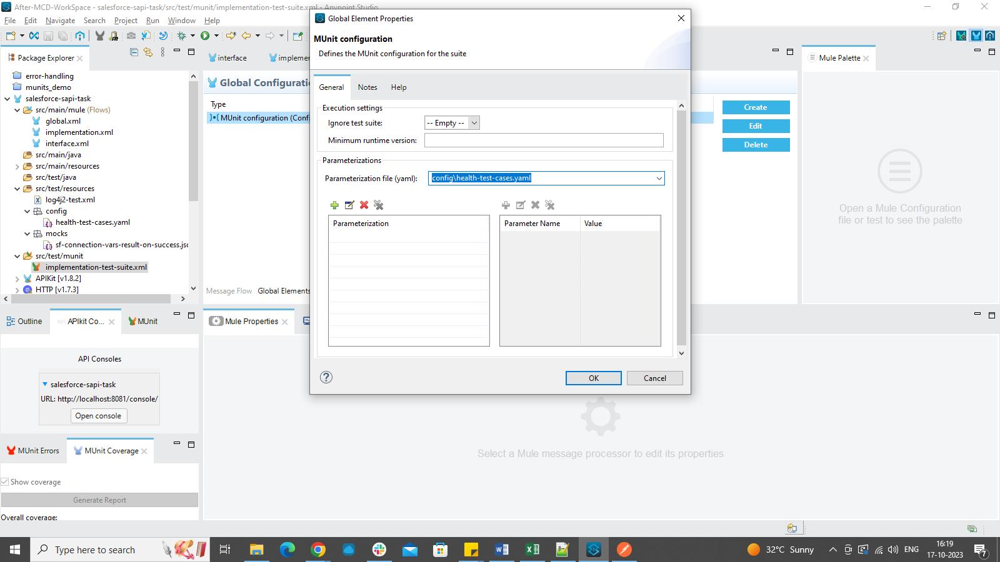 After-MCD-WorkSpace - salesforce-sapi-task/src/test/munit/implementation-test-suite.xml - Anypoint Studio
File Edit Navigate Search Project Run Window Help
Package Explorer
error-handling
munits_demo
salesforce-sapi-task
src/main/mule (Flows)
global.xml
implementation.xml
interface.xml
src/main/java
src/main/resources
src/test/java
src/test/resources
log4j2-test.xml
config
health-test-cases.yaml
mocks
sf-connection-vars-result-on-success.jsc
src/test/munit
implementation-test-suite.xml
APIKit [v1.8.2]
HTTP [v1.7.3]
interface
implemen
Global Configuratio
Type
MUnit configuration (Confi
Message Flow Global Elements
Create
Edit
Delete
Mule Palette
Open a Mule Configuration
file or test to see the palette
Global Element Properties
MUnit configuration
Defines the MUnit configuration for the suite
General Notes Help
Execution settings
Ignore test suite: -- Empty --
Minimum runtime version:
Parameterizations
Parameterization file (yaml): config\health-test-cases.yaml
Parameterization
Parameter Name Value
OK Cancel
Outline
api APIkit Co...
MUnit
API Consoles
salesforce-sapi-task
URL: http://localhost:8081/console/
Open console
Mule Properties
Select a Mule message processor to edit its properties
MUnit Errors
MUnit Coverage
Show coverage
Generate Report
Overall coverage:
Type here to search
32°C Sunny
ENG
16:19
17-10-2023
7